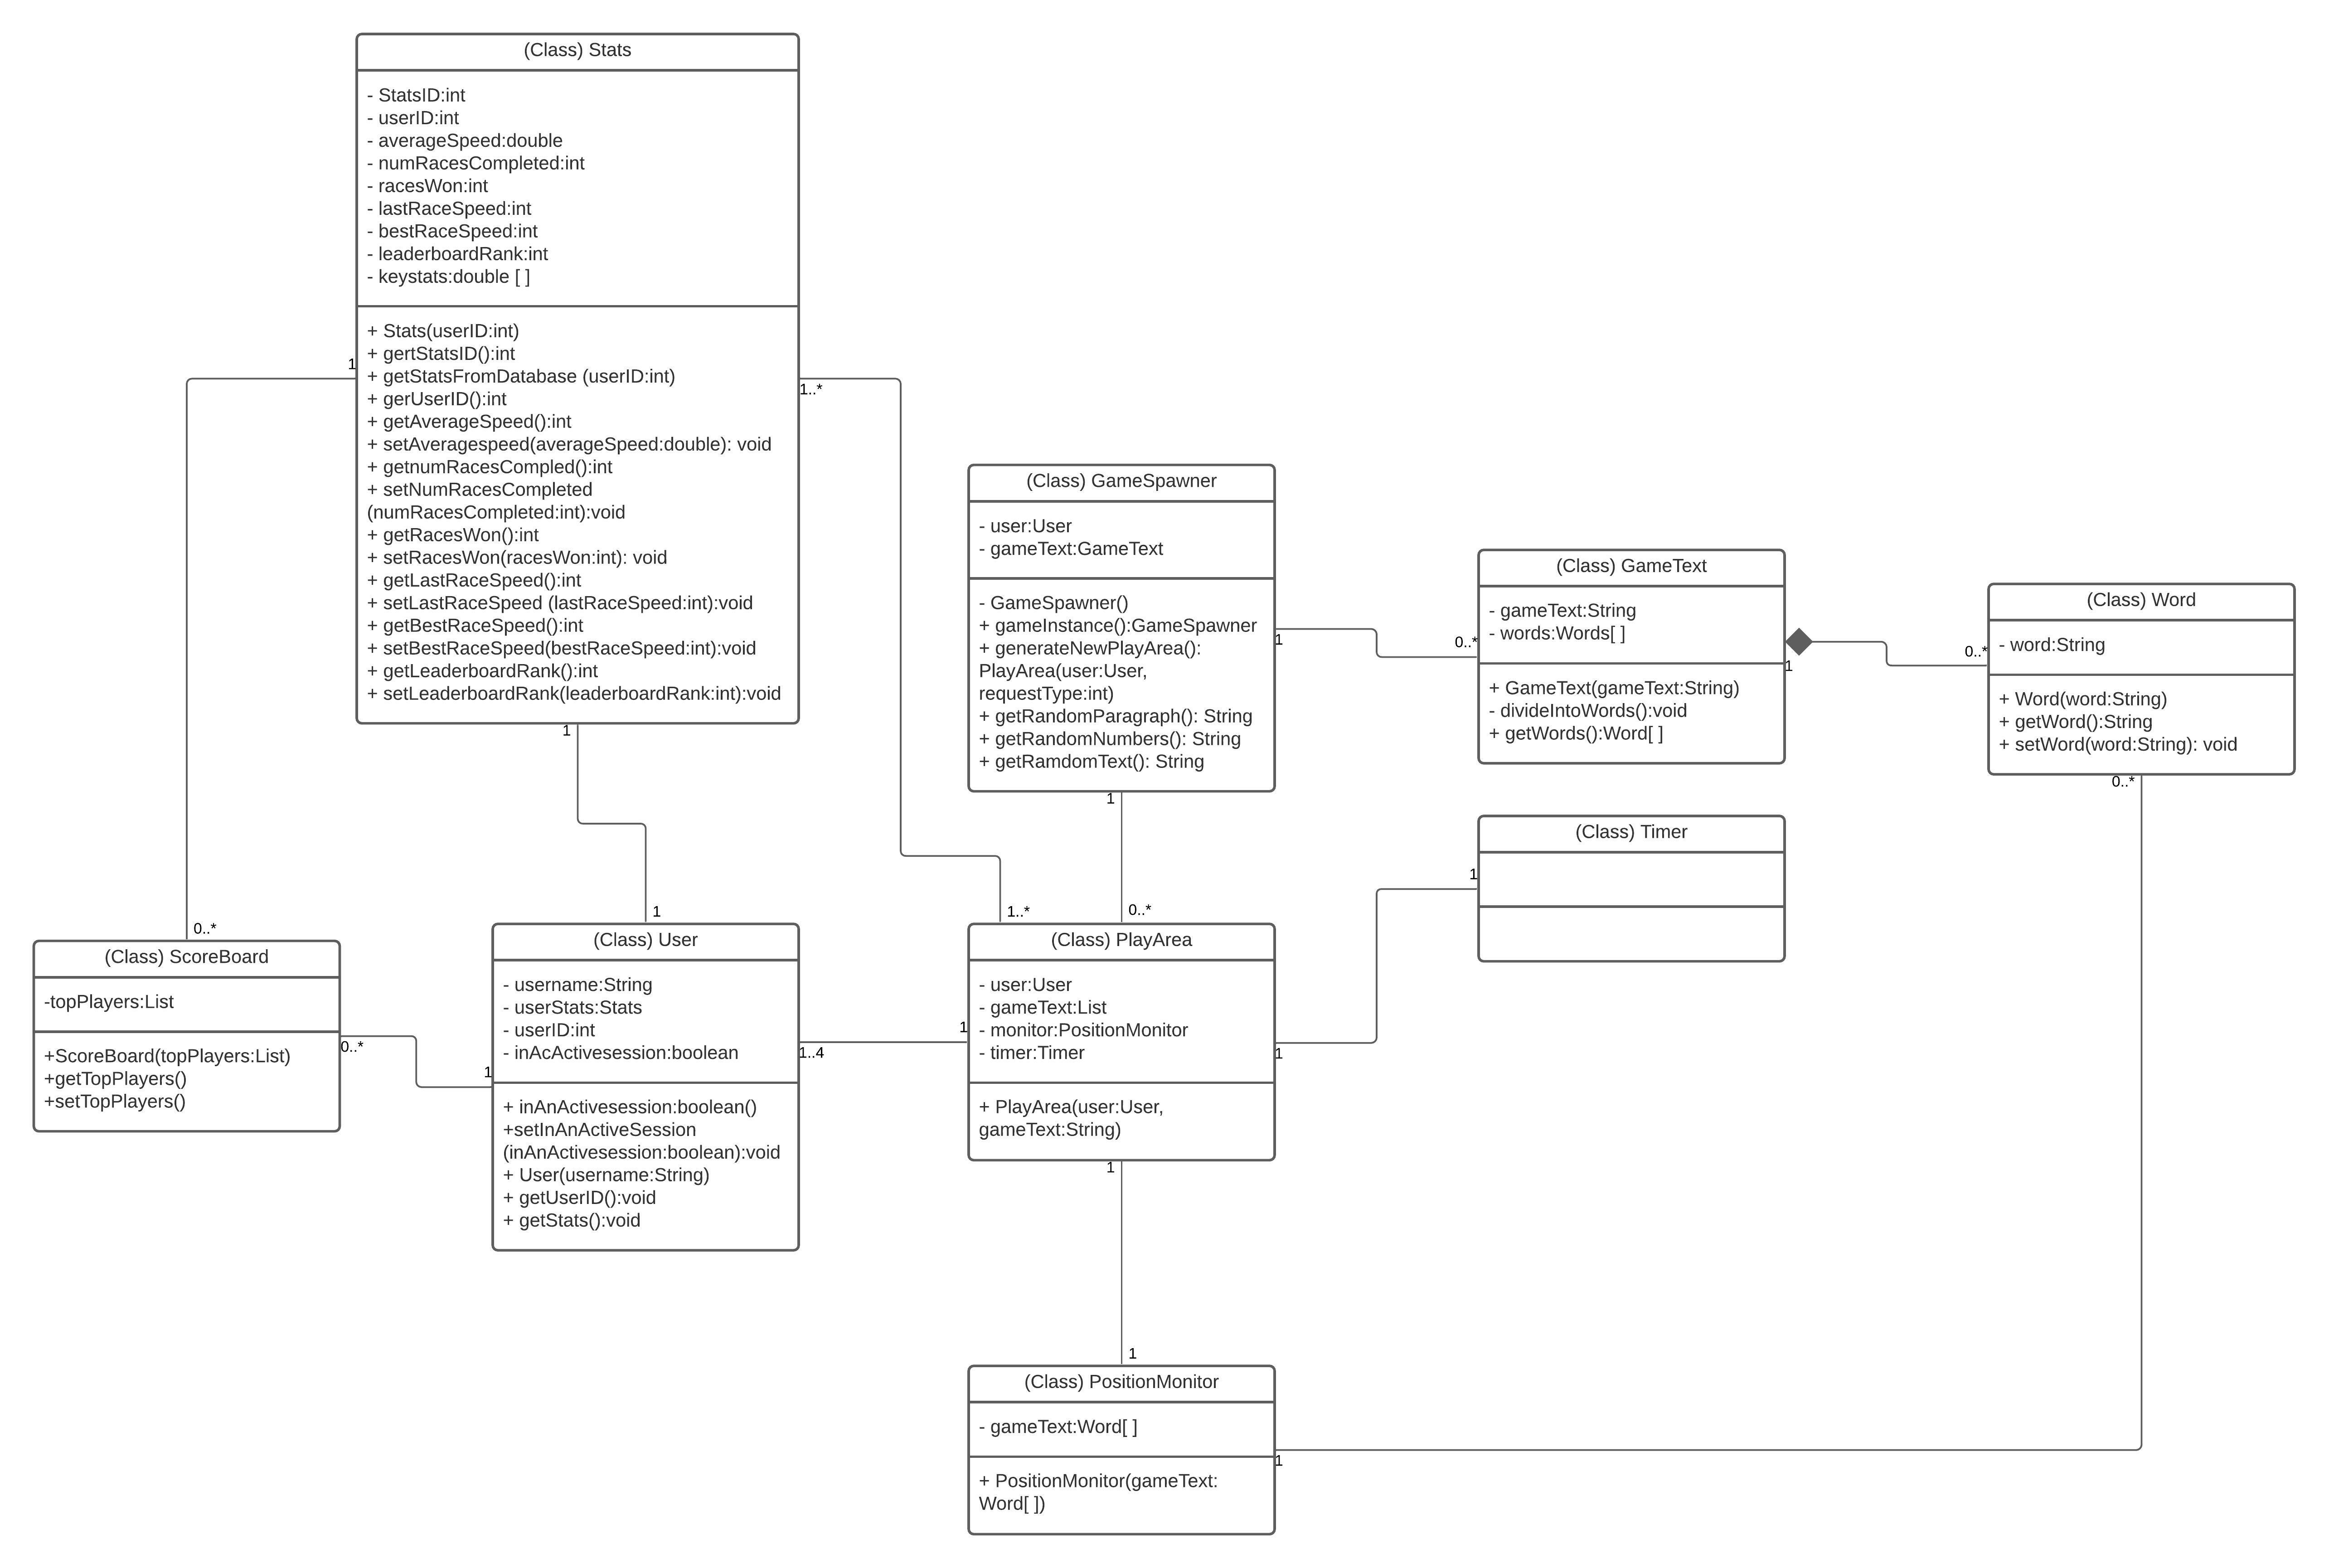 (Class) Stats
- StatsID:int
- userID:int
- averageSpeed:double
- numRacesCompleted:int
- racesWon:int
- lastRaceSpeed:int
- bestRaceSpeed:int
- leaderboardRank:int
- keystats:double [ ]
+ Stats(userID:int)
+ gertStatsID():int
+ getStatsFromDatabase (userID:int)
+ gerUserID():int
+ getAverageSpeed():int
+ setAveragespeed(averageSpeed:double): void
+ getnumRacesCompled():int
+ setNumRacesCompleted
(numRacesCompleted:int):void
+ getRacesWon():int
+ setRacesWon(racesWon:int): void
+ getLastRaceSpeed():int
+ setLastRaceSpeed (lastRaceSpeed:int):void
+ getBestRaceSpeed():int
+ setBestRaceSpeed(bestRaceSpeed:int):void
+ getLeaderboardRank():int
+ setLeaderboardRank(leaderboardRank:int):void
1
1..*
1
(Class) GameSpawner
- user:User
- gameText:GameText
- GameSpawner()
+ gameInstance():GameSpawner
+ generateNewPlayArea():
PlayArea(user:User,
requestType:int)
+ getRandomParagraph(): String
+ getRandomNumbers(): String
+ getRamdomText(): String
1
1
(Class) GameText
- gameText:String
- words:Words[ ]
+ GameText(gameText:String)
- divideIntoWords():void
+ getWords():Word[ ]
0..*
1
(Class) Word
- word:String
+ Word(word:String)
+ getWord():String
+ setWord(word:String): void
0..*
0..*
(Class) Timer
1
0..*
(Class) ScoreBoard
-topPlayers:List
+ScoreBoard(topPlayers:List)
+getTopPlayers()
+setTopPlayers()
0..*
1
(Class) User
- username:String
- userStats:Stats
- userID:int
- inAcActivesession:boolean
+ inAnActivesession:boolean()
+setInAnActiveSession
(inAnActivesession:boolean):void
+ User(username:String)
+ getUserID():void
+ getStats():void
1
1..4
1..*
0..*
(Class) PlayArea
- user:User
- gameText:List
- monitor:PositionMonitor
- timer:Timer
+ PlayArea(user:User,
gameText:String)
1
1
1
1
(Class) PositionMonitor
- gameText:Word[ ]
+ PositionMonitor(gameText:
Word[ ])
1